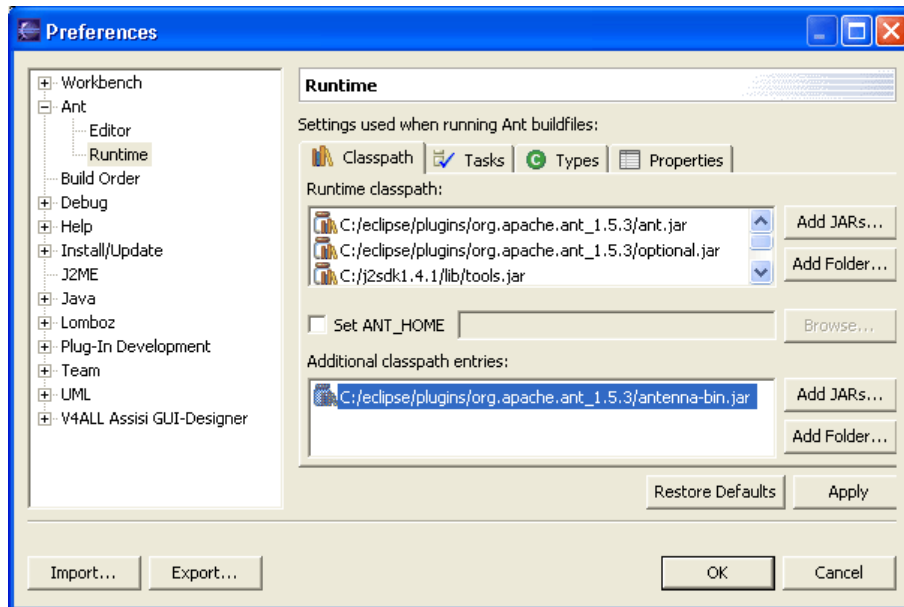 Preferences
Workbench
Ant
Editor
Runtime
Build Order
Debug
Help
Install/Update
J2ME
Java
Lomboz
Plug-In Development
Team
UML
V4ALL Assisi GUI-Designer
Runtime
Settings used when running Ant buildfiles:
Classpath Tasks Types Properties
Runtime classpath:
C:/eclipse/plugins/org.apache.ant_1.5.3/ant.jar
C:/eclipse/plugins/org.apache.ant_1.5.3/optional.jar
C:/j2sdk1.4.1/lib/tools.jar
Add JARs...
Add Folder...
Set ANT_HOME
Browse...
Additional classpath entries:
C:/eclipse/plugins/org.apache.ant_1.5.3/antenna-bin.jar
Add JARs...
Add Folder...
Restore Defaults Apply
Import... Export... OK Cancel